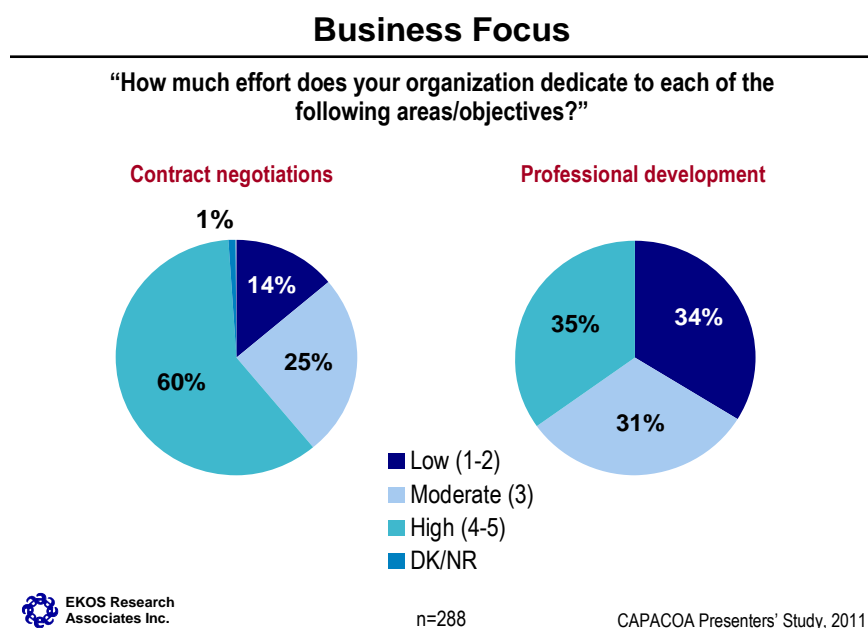 Business Focus
“How much effort does your organization dedicate to each of the
following areas/objectives?”
Contract negotiations
Professional development
1%
14%
25%
60%
34%
31%
35%
Low (1-2)
Moderate (3)
High (4-5)
DK/NR
EKOS Research
Associates Inc.
n=288
CAPACOA Presenters’ Study, 2011